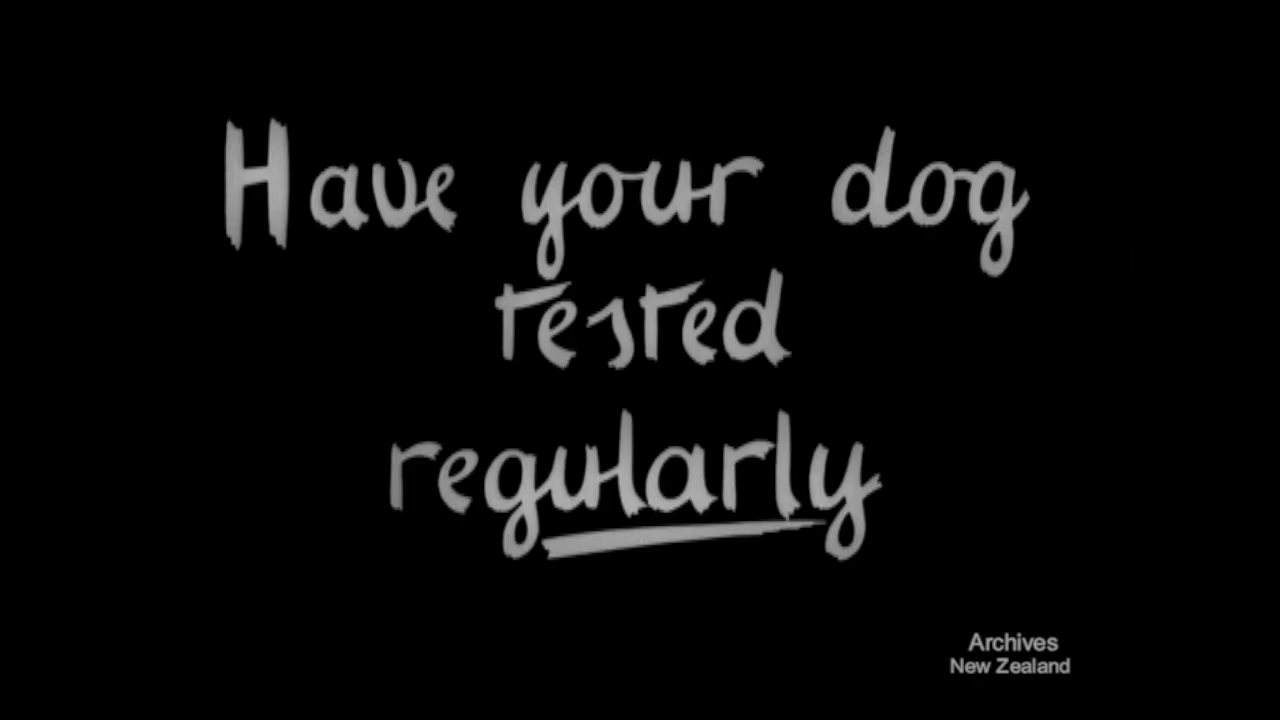 Have your dog
tested
regularly
Archives
New Zealand